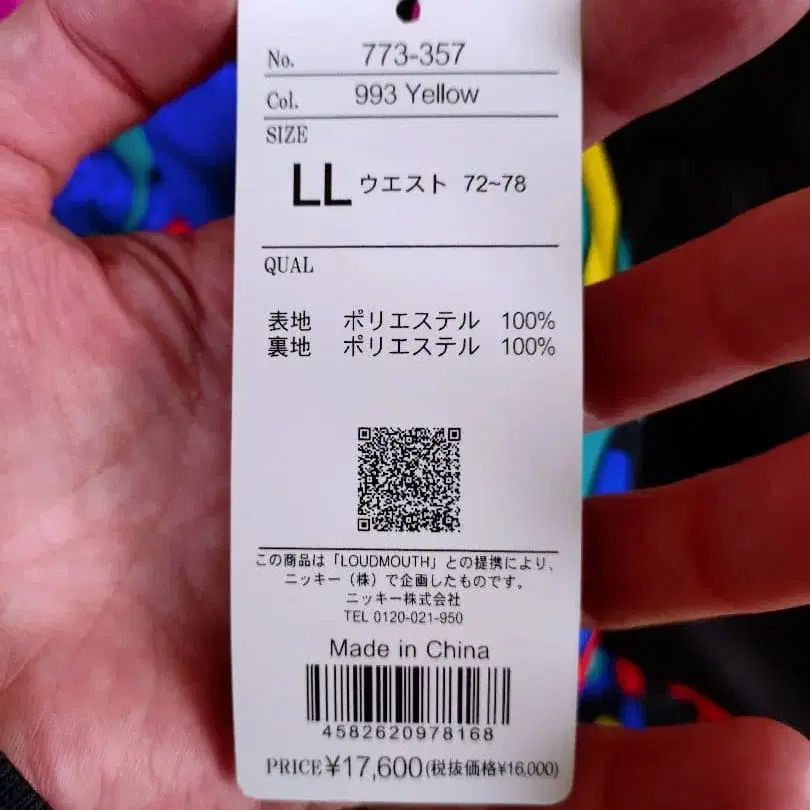 No. 773-357
Col. 993 Yellow
SIZE
LL ウエスト 72~78
QUAL
表地 ポリエステル 100%
裏地 ポリエステル 100%
この商品は「LOUDMOUTH」との提携により、
ニッキー（株）で企画したものです。
ニッキー株式会社
TEL 0120-021-950
Made in China
4582620978168
PRICE ¥17,600(税抜価格¥16,000)